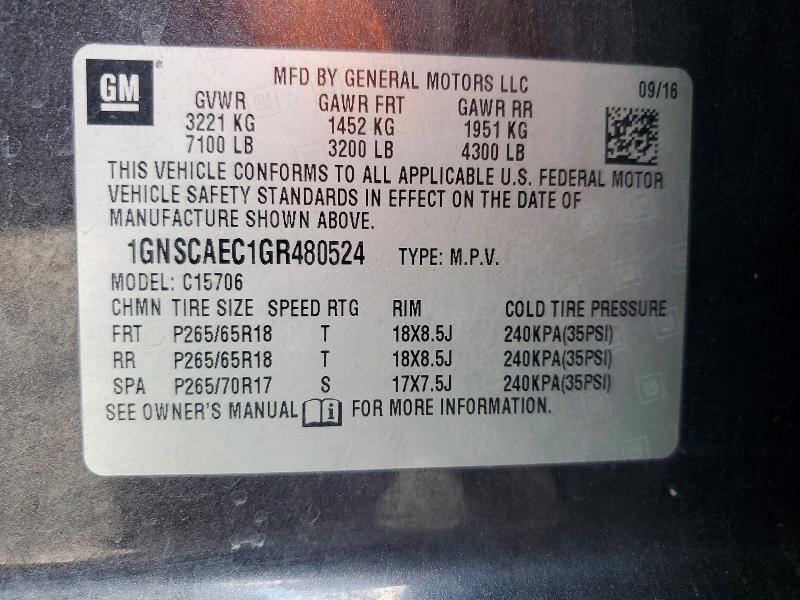 GM
MFD BY GENERAL MOTORS LLC
09/16
GVWR GAWR FRT GAWR RR
3221 KG 1452 KG 1951 KG
7100 LB 3200 LB 4300 LB
THIS VEHICLE CONFORMS TO ALL APPLICABLE U.S. FEDERAL MOTOR
VEHICLE SAFETY STANDARDS IN EFFECT ON THE DATE OF
MANUFACTURE SHOWN ABOVE.
1GNSCAEC1GR480524 TYPE: M.P.V.
MODEL: C15706
CHMN TIRE SIZE SPEED RTG RIM COLD TIRE PRESSURE
FRT P265/65R18 T 18X8.5J 240KPA(35PSI)
RR P265/65R18 T 18X8.5J 240KPA(35PSI)
SPA P265/70R17 S 17X7.5J 240KPA(35PSI)
SEE OWNER'S MANUAL i FOR MORE INFORMATION.